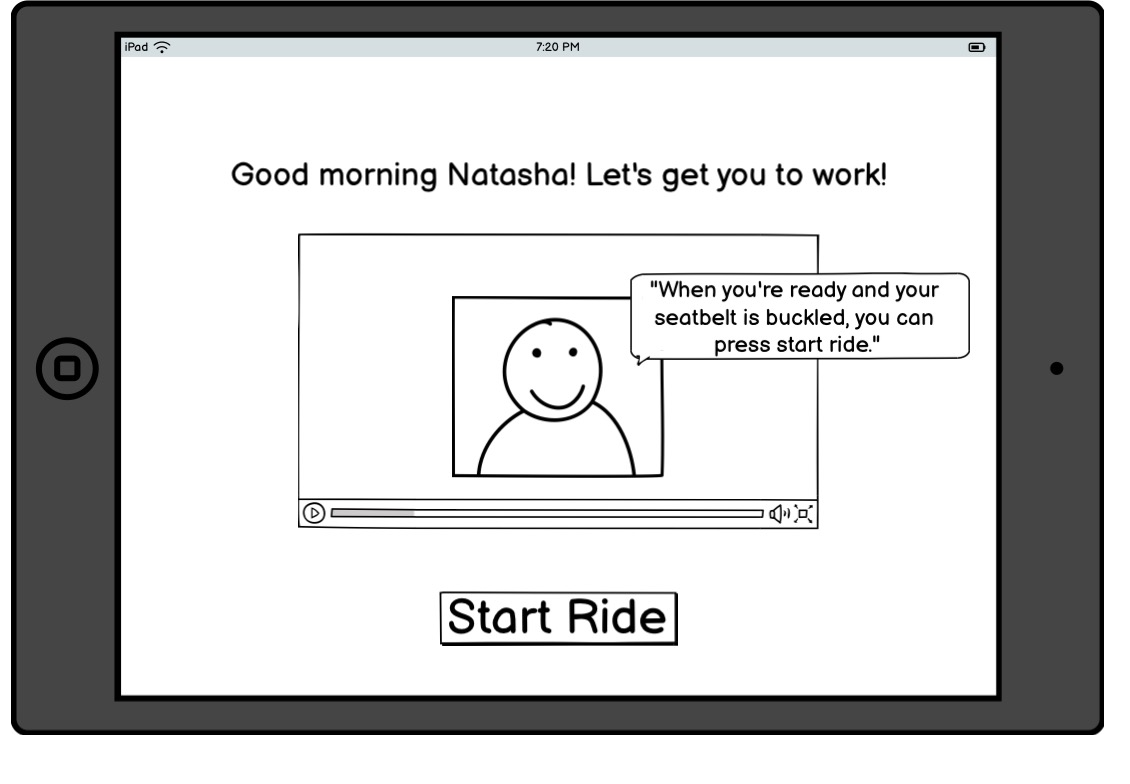 iPad
7:20 PM
Good morning Natasha! Let's get you to work!
"When you're ready and your
seatbelt is buckled, you can
press start ride."
Start Ride